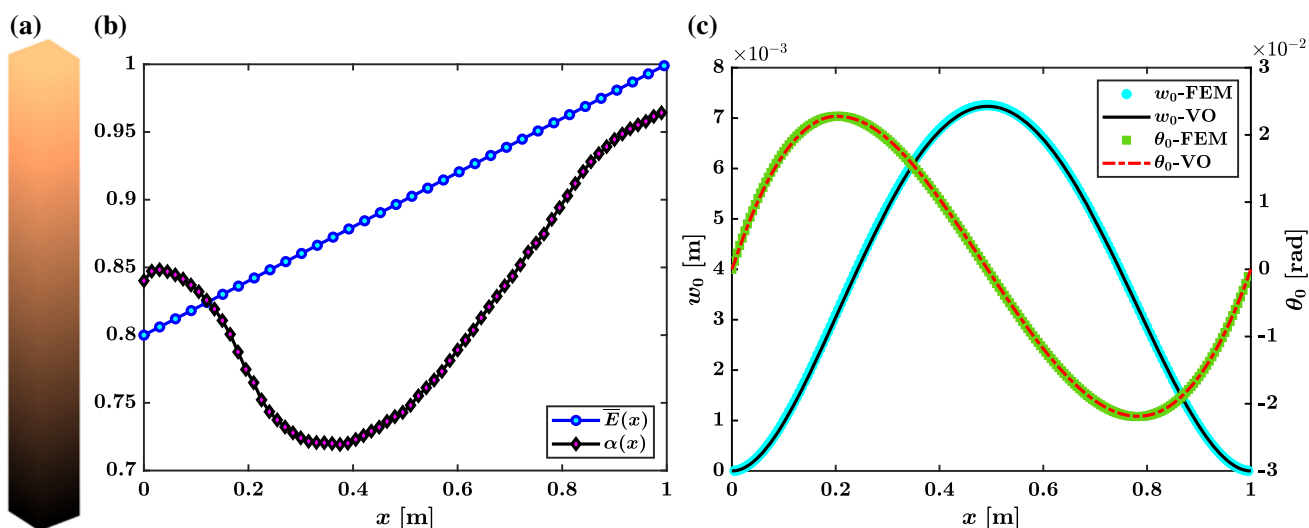 (a)
(b)
1
0.95
0.9
0.85
0.8
0.75
0.7
0
0.2
0.4
0.6
0.8
1
x [m]
E̅(x)
α(x)
(c)
×10⁻³
8
7
6
5
4
3
2
1
0
w₀ [m]
×10⁻²
3
2
1
0
-1
-2
-3
θ₀ [rad]
0
0.2
0.4
0.6
0.8
1
x [m]
w₀-FEM
w₀-VO
θ₀-FEM
θ₀-VO